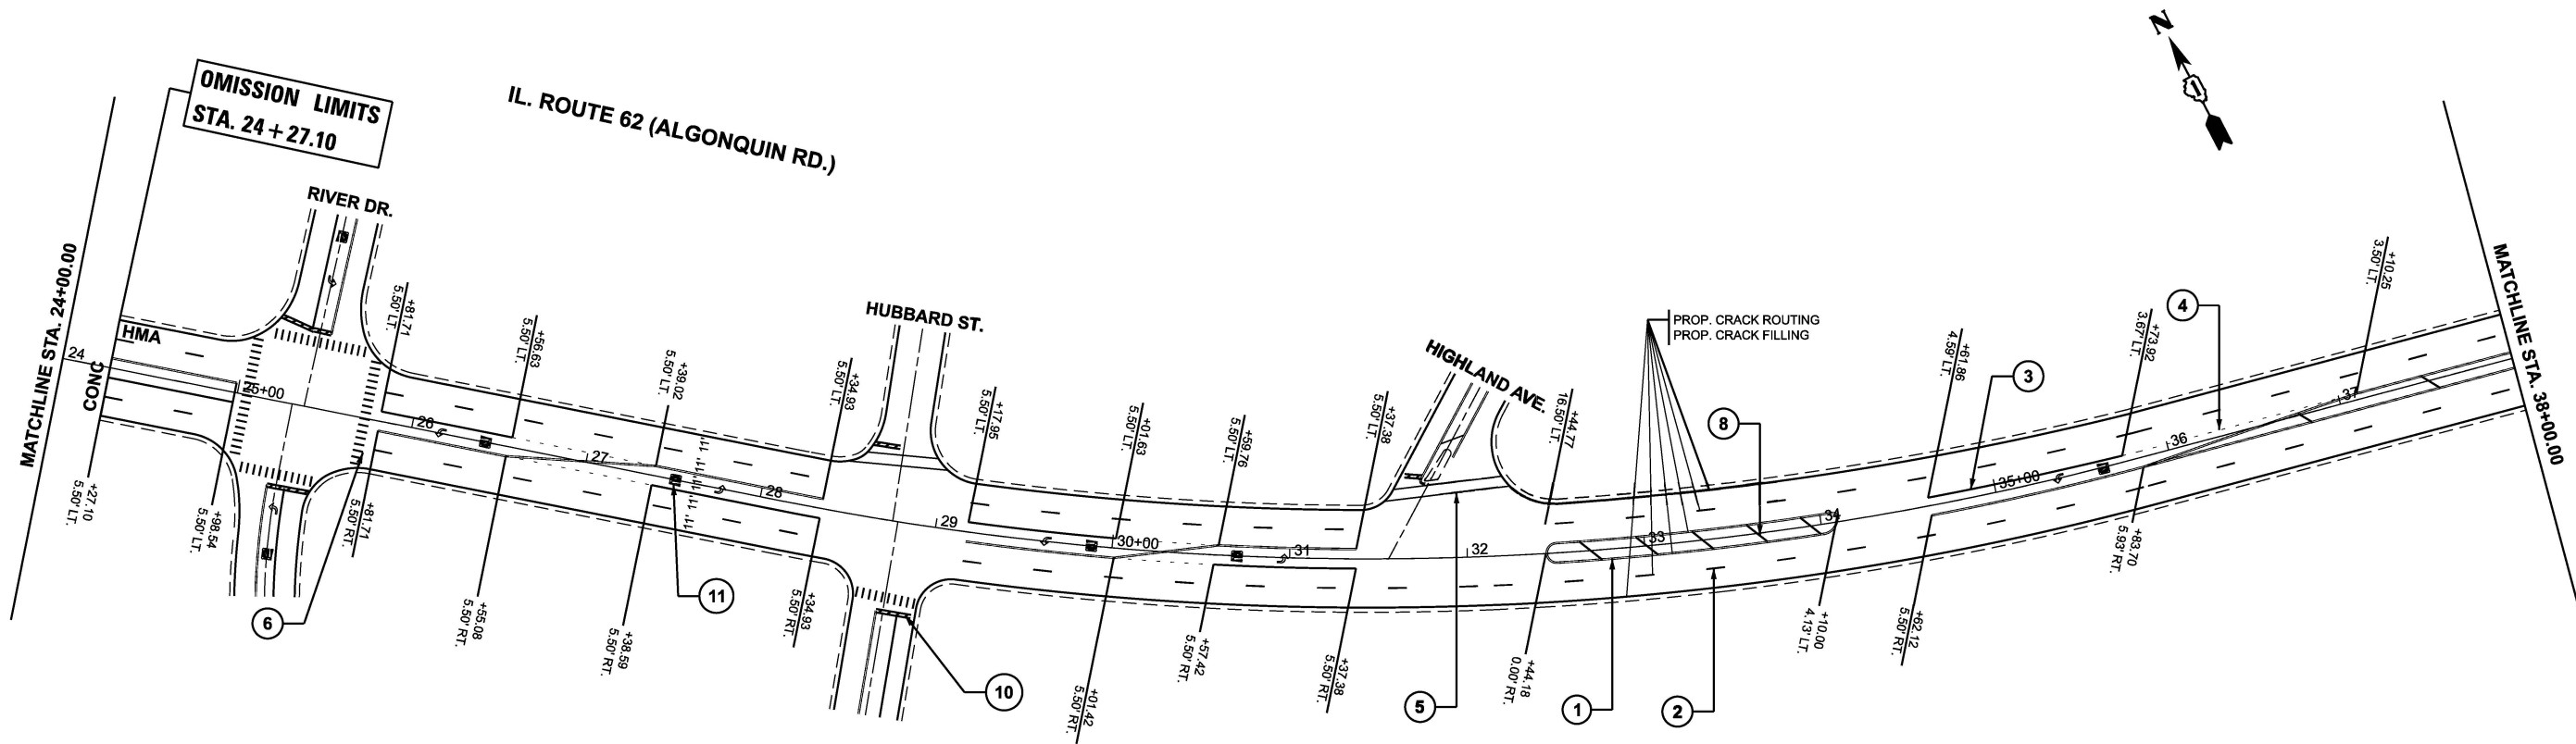 OMISSION LIMITS
STA. 24+27.10
IL. ROUTE 62 (ALGONQUIN RD.)
N
MATCHLINE STA. 24+00.00
RIVER DR.
HUBBARD ST.
HIGHLAND AVE.
MATCHLINE STA. 38+00.00
HMA
CONC
PROP. CRACK ROUTING
PROP. CRACK FILLING
24
25+00
26
27
28
29
30+00
31
32
33
34
35+00
36
37
11' 11' 11' 11' 11'
+81.71
5.50' LT.
+56.63
5.50' LT.
+39.02
5.50' LT.
+34.93
5.50' LT.
+17.95
5.50' LT.
+01.63
5.50' LT.
+59.76
5.50' LT.
+37.38
5.50' LT.
+44.77
16.50' LT.
+61.86
4.59' LT.
+73.92
3.67' LT.
+10.25
3.50' LT.
+27.10
5.50' LT.
+98.54
5.50' LT.
+81.71
5.50' RT.
+55.08
5.50' RT.
+38.59
5.50' RT.
+34.93
5.50' RT.
+01.42
5.50' RT.
+57.42
5.50' RT.
+37.38
5.50' RT.
+44.18
0.00' RT.
+10.00
4.13' LT.
+62.12
5.50' RT.
+83.70
5.93' RT.
6
11
10
5
1
2
8
3
4